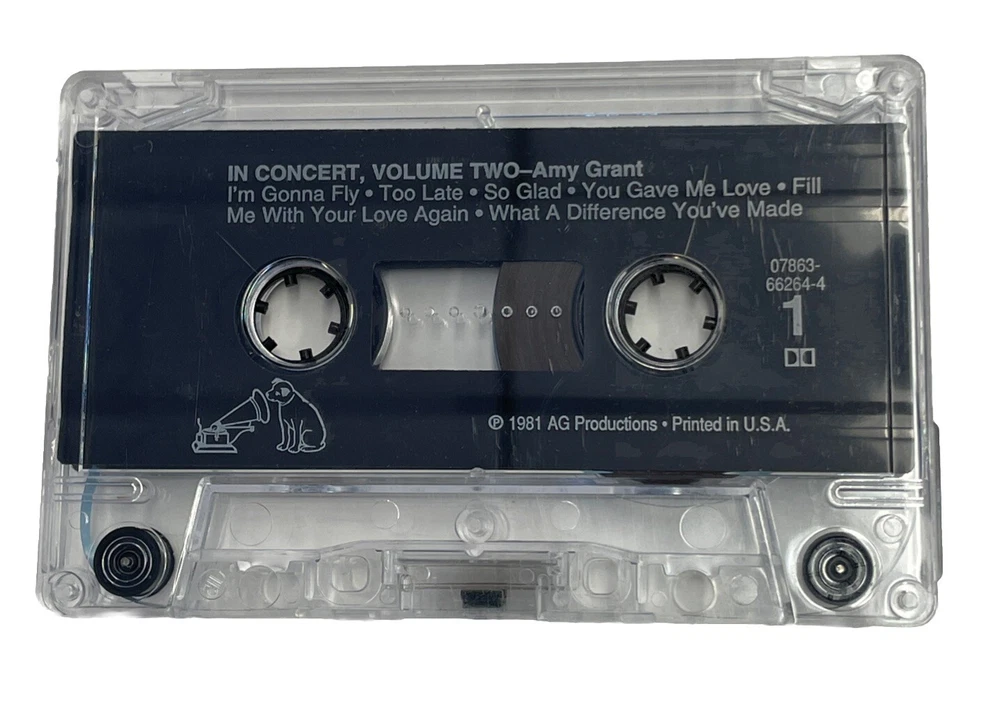 IN CONCERT, VOLUME TWO–Amy Grant
I'm Gonna Fly • Too Late • So Glad • You Gave Me Love • Fill
Me With Your Love Again • What A Difference You've Made
07863-
66264-4
1
℗ 1981 AG Productions • Printed in U.S.A.